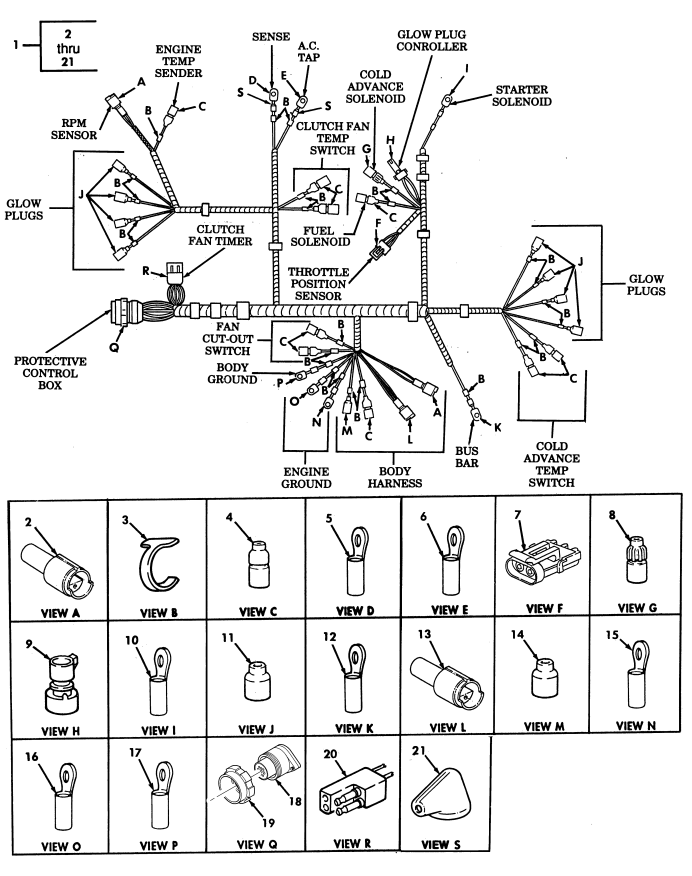 1
2
thru
21
ENGINE
TEMP
SENDER
SENSE
A.C.
TAP
GLOW PLUG
CONROLLER
COLD
ADVANCE
SOLENOID
I
STARTER
SOLENOID
A
B
C
D
E
S
B
S
RPM
SENSOR
CLUTCH FAN
TEMP
SWITCH
G
H
J
B
B
GLOW
PLUGS
C
B
B
C
FUEL
SOLENOID
F
CLUTCH
FAN TIMER
R
THROTTLE
POSITION
SENSOR
J
B
B
GLOW
PLUGS
B
C
Q
PROTECTIVE
CONTROL
BOX
FAN
CUT-OUT
SWITCH
B
C
B
BODY
GROUND
P
O
B
N
M
B
C
L
A
B
K
BUS
BAR
ENGINE
GROUND
BODY
HARNESS
COLD
ADVANCE
TEMP
SWITCH
2
VIEW A
3
VIEW B
4
VIEW C
5
VIEW D
6
VIEW E
7
VIEW F
8
VIEW G
9
VIEW H
10
VIEW I
11
VIEW J
12
VIEW K
13
VIEW L
14
VIEW M
15
VIEW N
16
VIEW O
17
VIEW P
18
19
VIEW Q
20
VIEW R
21
VIEW S